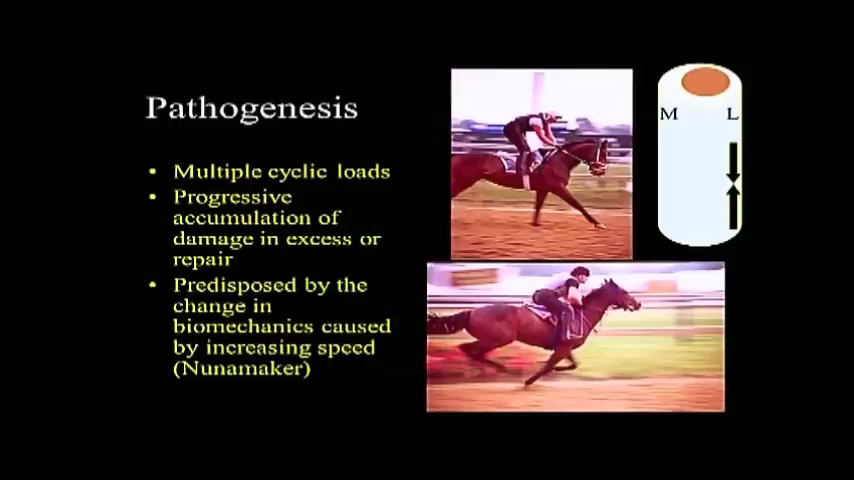 Pathogenesis
• Multiple cyclic loads
• Progressive
accumulation of
damage in excess or
repair
• Predisposed by the
change in
biomechanics caused
by increasing speed
(Nunamaker)
M L